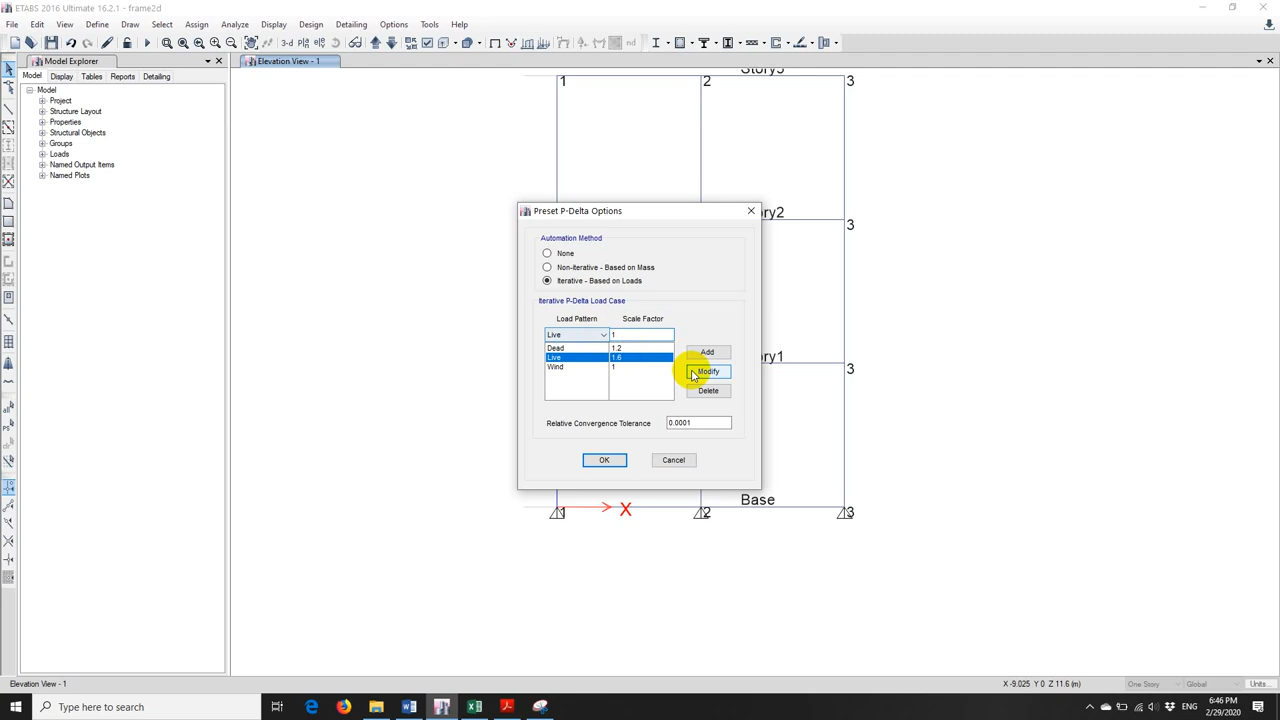 ETABS 2016 Ultimate 16.2.1 - frame2d
File Edit View Define Draw Select Assign Analyze Display Design Detailing Options Tools Help
3-d
nd
Model Explorer
Elevation View - 1
Model Display Tables Reports Detailing
Model
Project
Structure Layout
Properties
Structural Objects
Groups
Loads
Named Output Items
Named Plots
1 2 3
Story3
Preset P-Delta Options
Automation Method
None
Non-iterative - Based on Mass
Iterative - Based on Loads
Iterative P-Delta Load Case
Load Pattern Scale Factor
Live 1
Dead 1.2
Live 1.6
Wind 1
Add
Modify
Delete
Relative Convergence Tolerance 0.0001
OK Cancel
ory2
3
ory1
3
Base
X
1 2 3
Elevation View - 1
X -9.025 Y 0 Z 11.6 (m)
One Story
Global
Units...
Type here to search
ENG
6:46 PM
2/29/2020